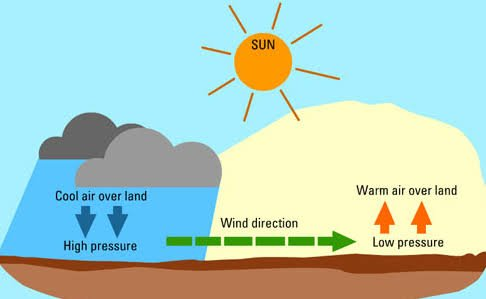 SUN
Cool air over land
High pressure
Wind direction
Warm air over land
Low pressure